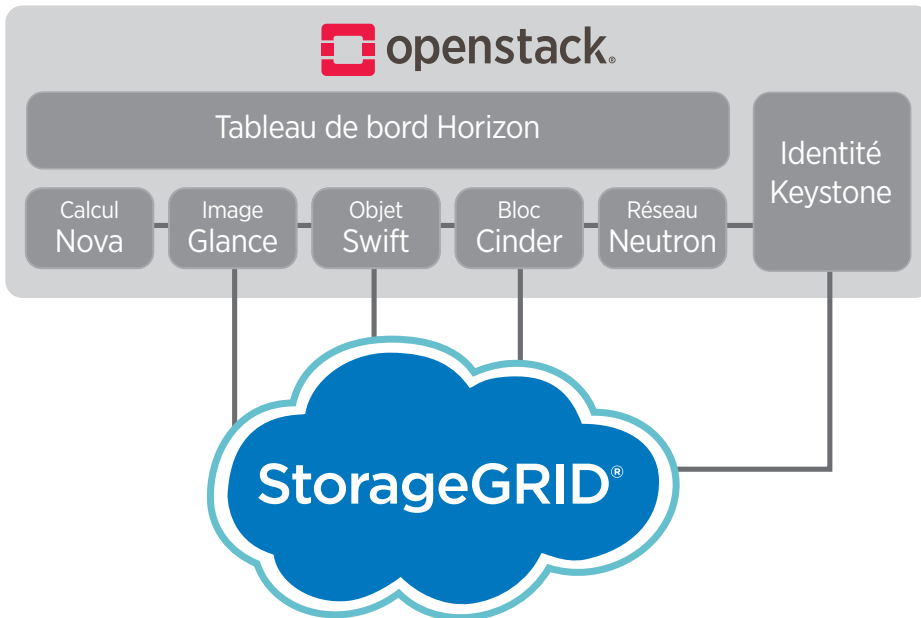 openstack®
Tableau de bord Horizon
Identité
Keystone
Calcul
Nova
Image
Glance
Objet
Swift
Bloc
Cinder
Réseau
Neutron
StorageGRID®